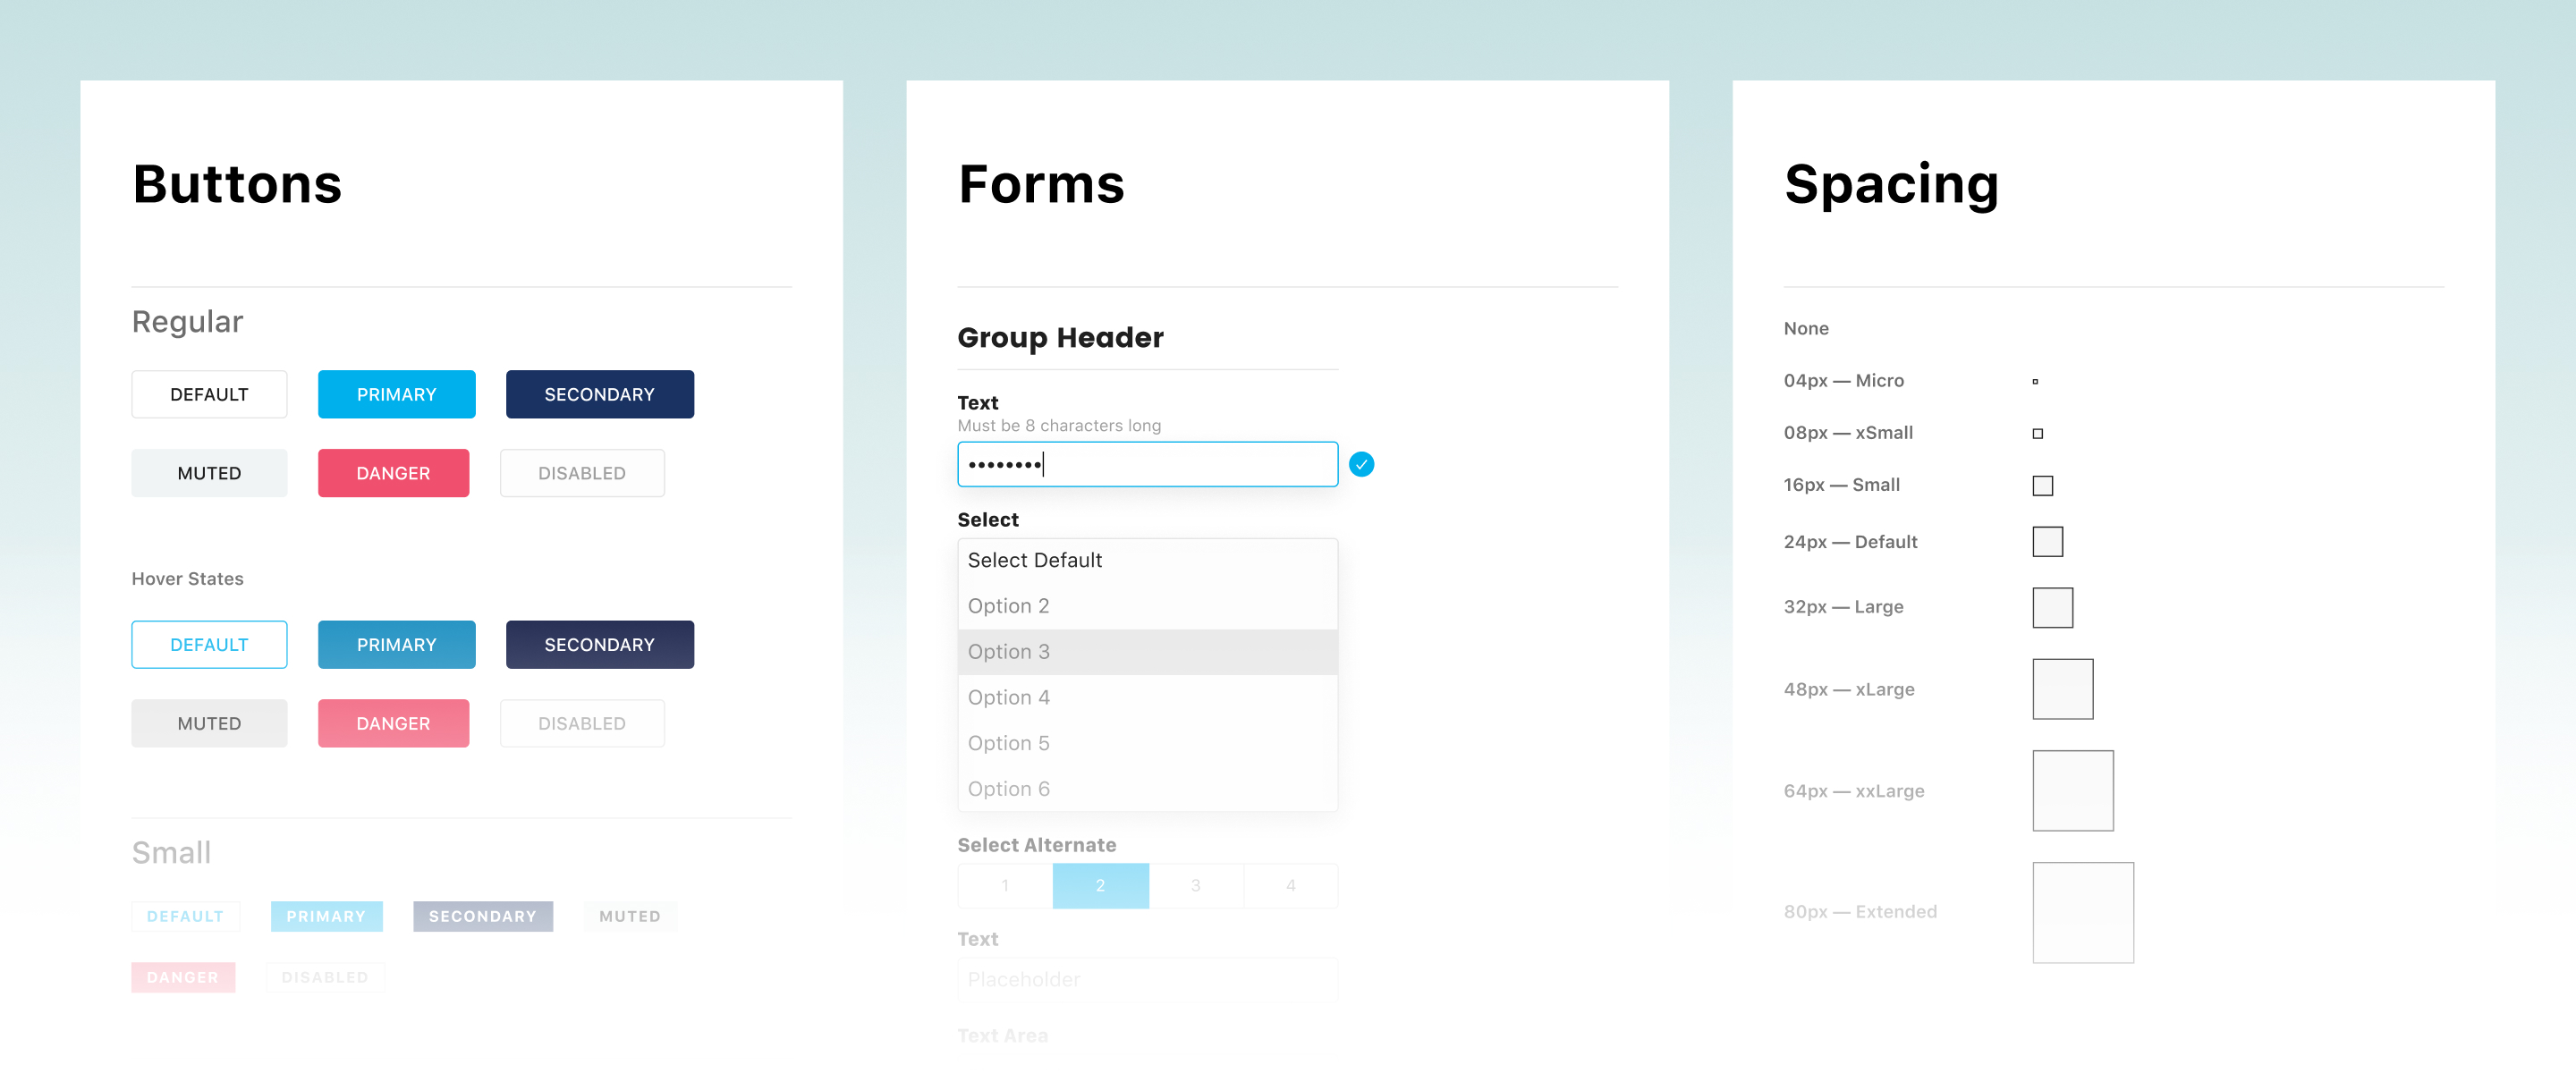 Buttons
Regular
DEFAULT PRIMARY SECONDARY
MUTED DANGER DISABLED
Hover States
DEFAULT PRIMARY SECONDARY
MUTED DANGER DISABLED
Small
DEFAULT PRIMARY SECONDARY MUTED
DANGER DISABLED
Forms
Group Header
Text
Must be 8 characters long
••••••••
Select
Select Default
Option 2
Option 3
Option 4
Option 5
Option 6
Select Alternate
1 2 3 4
Text
Placeholder
Text Area
Spacing
None
04px — Micro
08px — xSmall
16px — Small
24px — Default
32px — Large
48px — xLarge
64px — xxLarge
80px — Extended